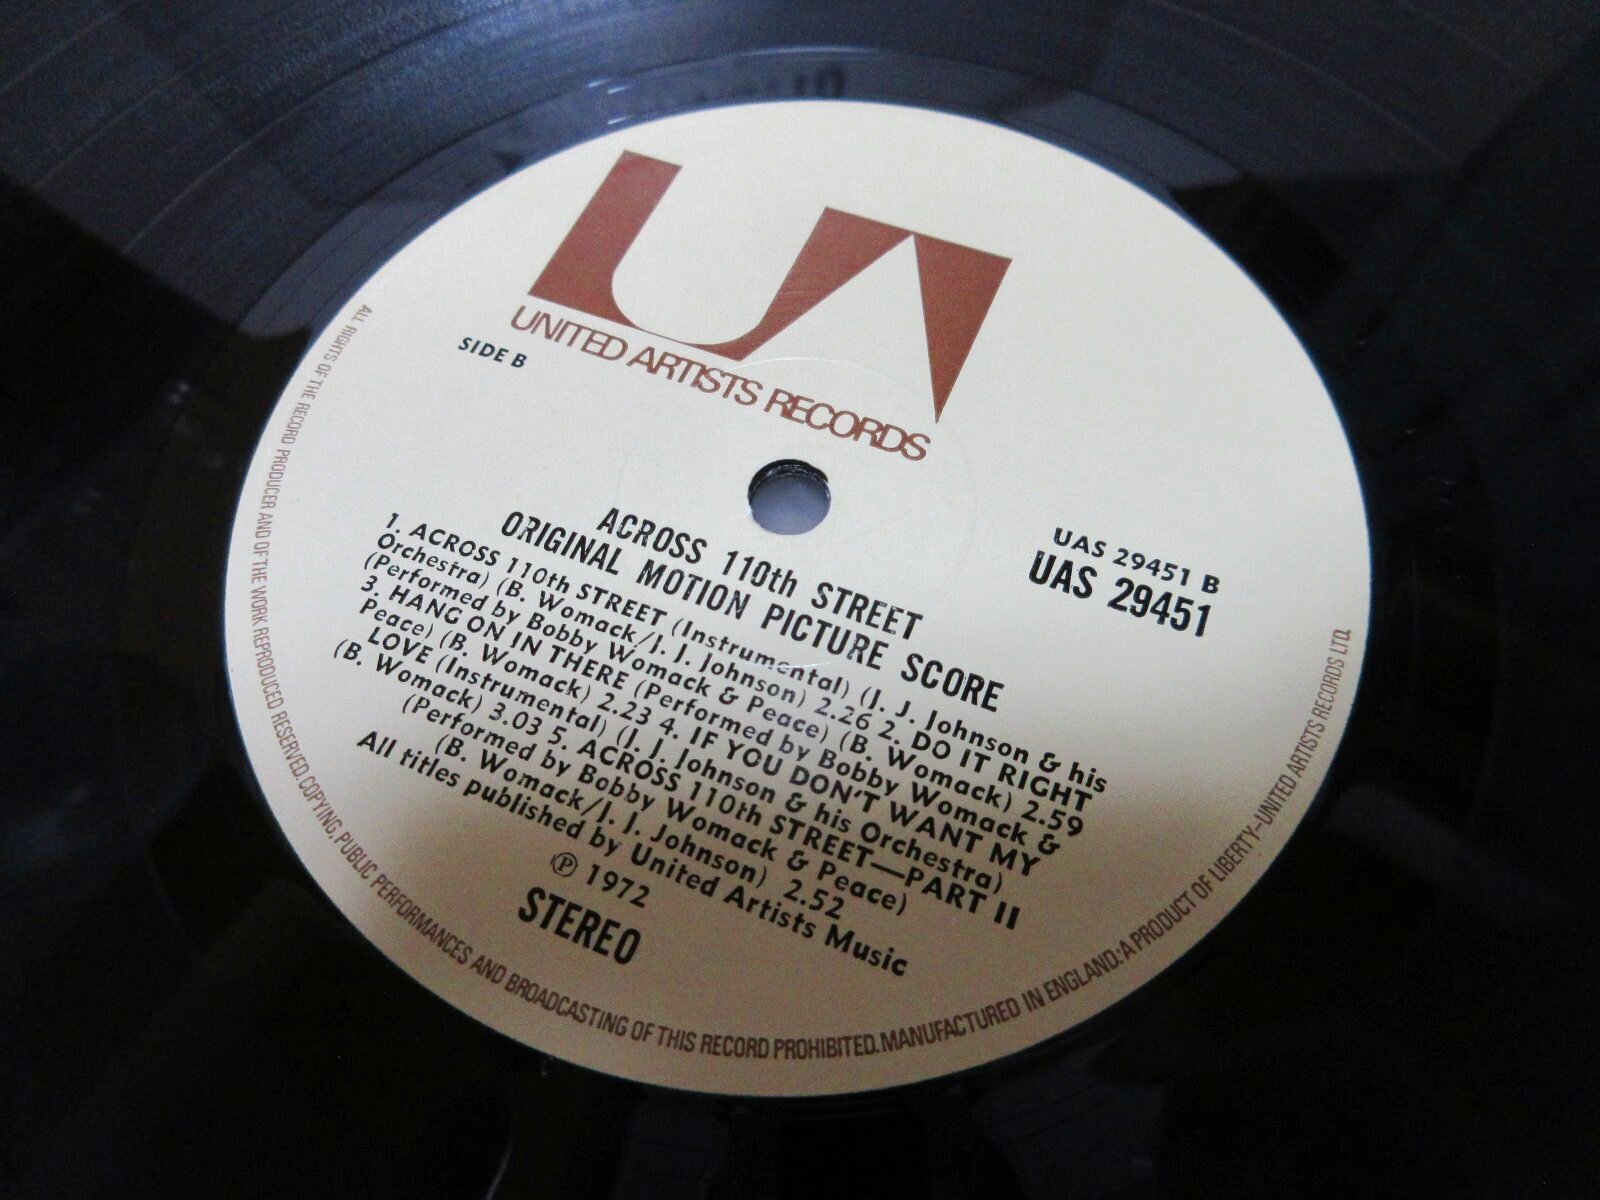 UA
UNITED ARTISTS RECORDS
SIDE B
UAS 29451 B
UAS 29451
ACROSS 110th STREET
ORIGINAL MOTION PICTURE SCORE
1. ACROSS 110th STREET (Instrumental) (J. J. Johnson & his
Orchestra) (B. Womack/J. J. Johnson) 2.26 2. DO IT RIGHT
(Performed by Bobby Womack & Peace) (B. Womack) 2.59
3. HANG ON IN THERE (Performed by Bobby Womack &
Peace) (B. Womack) 2.23 4. IF YOU DON'T WANT MY
LOVE (Instrumental) (J. J. Johnson & his Orchestra)
(B. Womack) 3.03 5. ACROSS 110th STREET—PART II
(Performed by Bobby Womack & Peace)
(B. Womack/J. J. Johnson) 2.52
All titles published by United Artists Music
℗ 1972
STEREO
ALL RIGHTS OF THE RECORD PRODUCER AND OF THE WORK REPRODUCED RESERVED. COPYING, PUBLIC PERFORMANCES AND BROADCASTING OF THIS RECORD PROHIBITED. MANUFACTURED IN ENGLAND: A PRODUCT OF LIBERTY-UNITED ARTISTS RECORDS LTD.